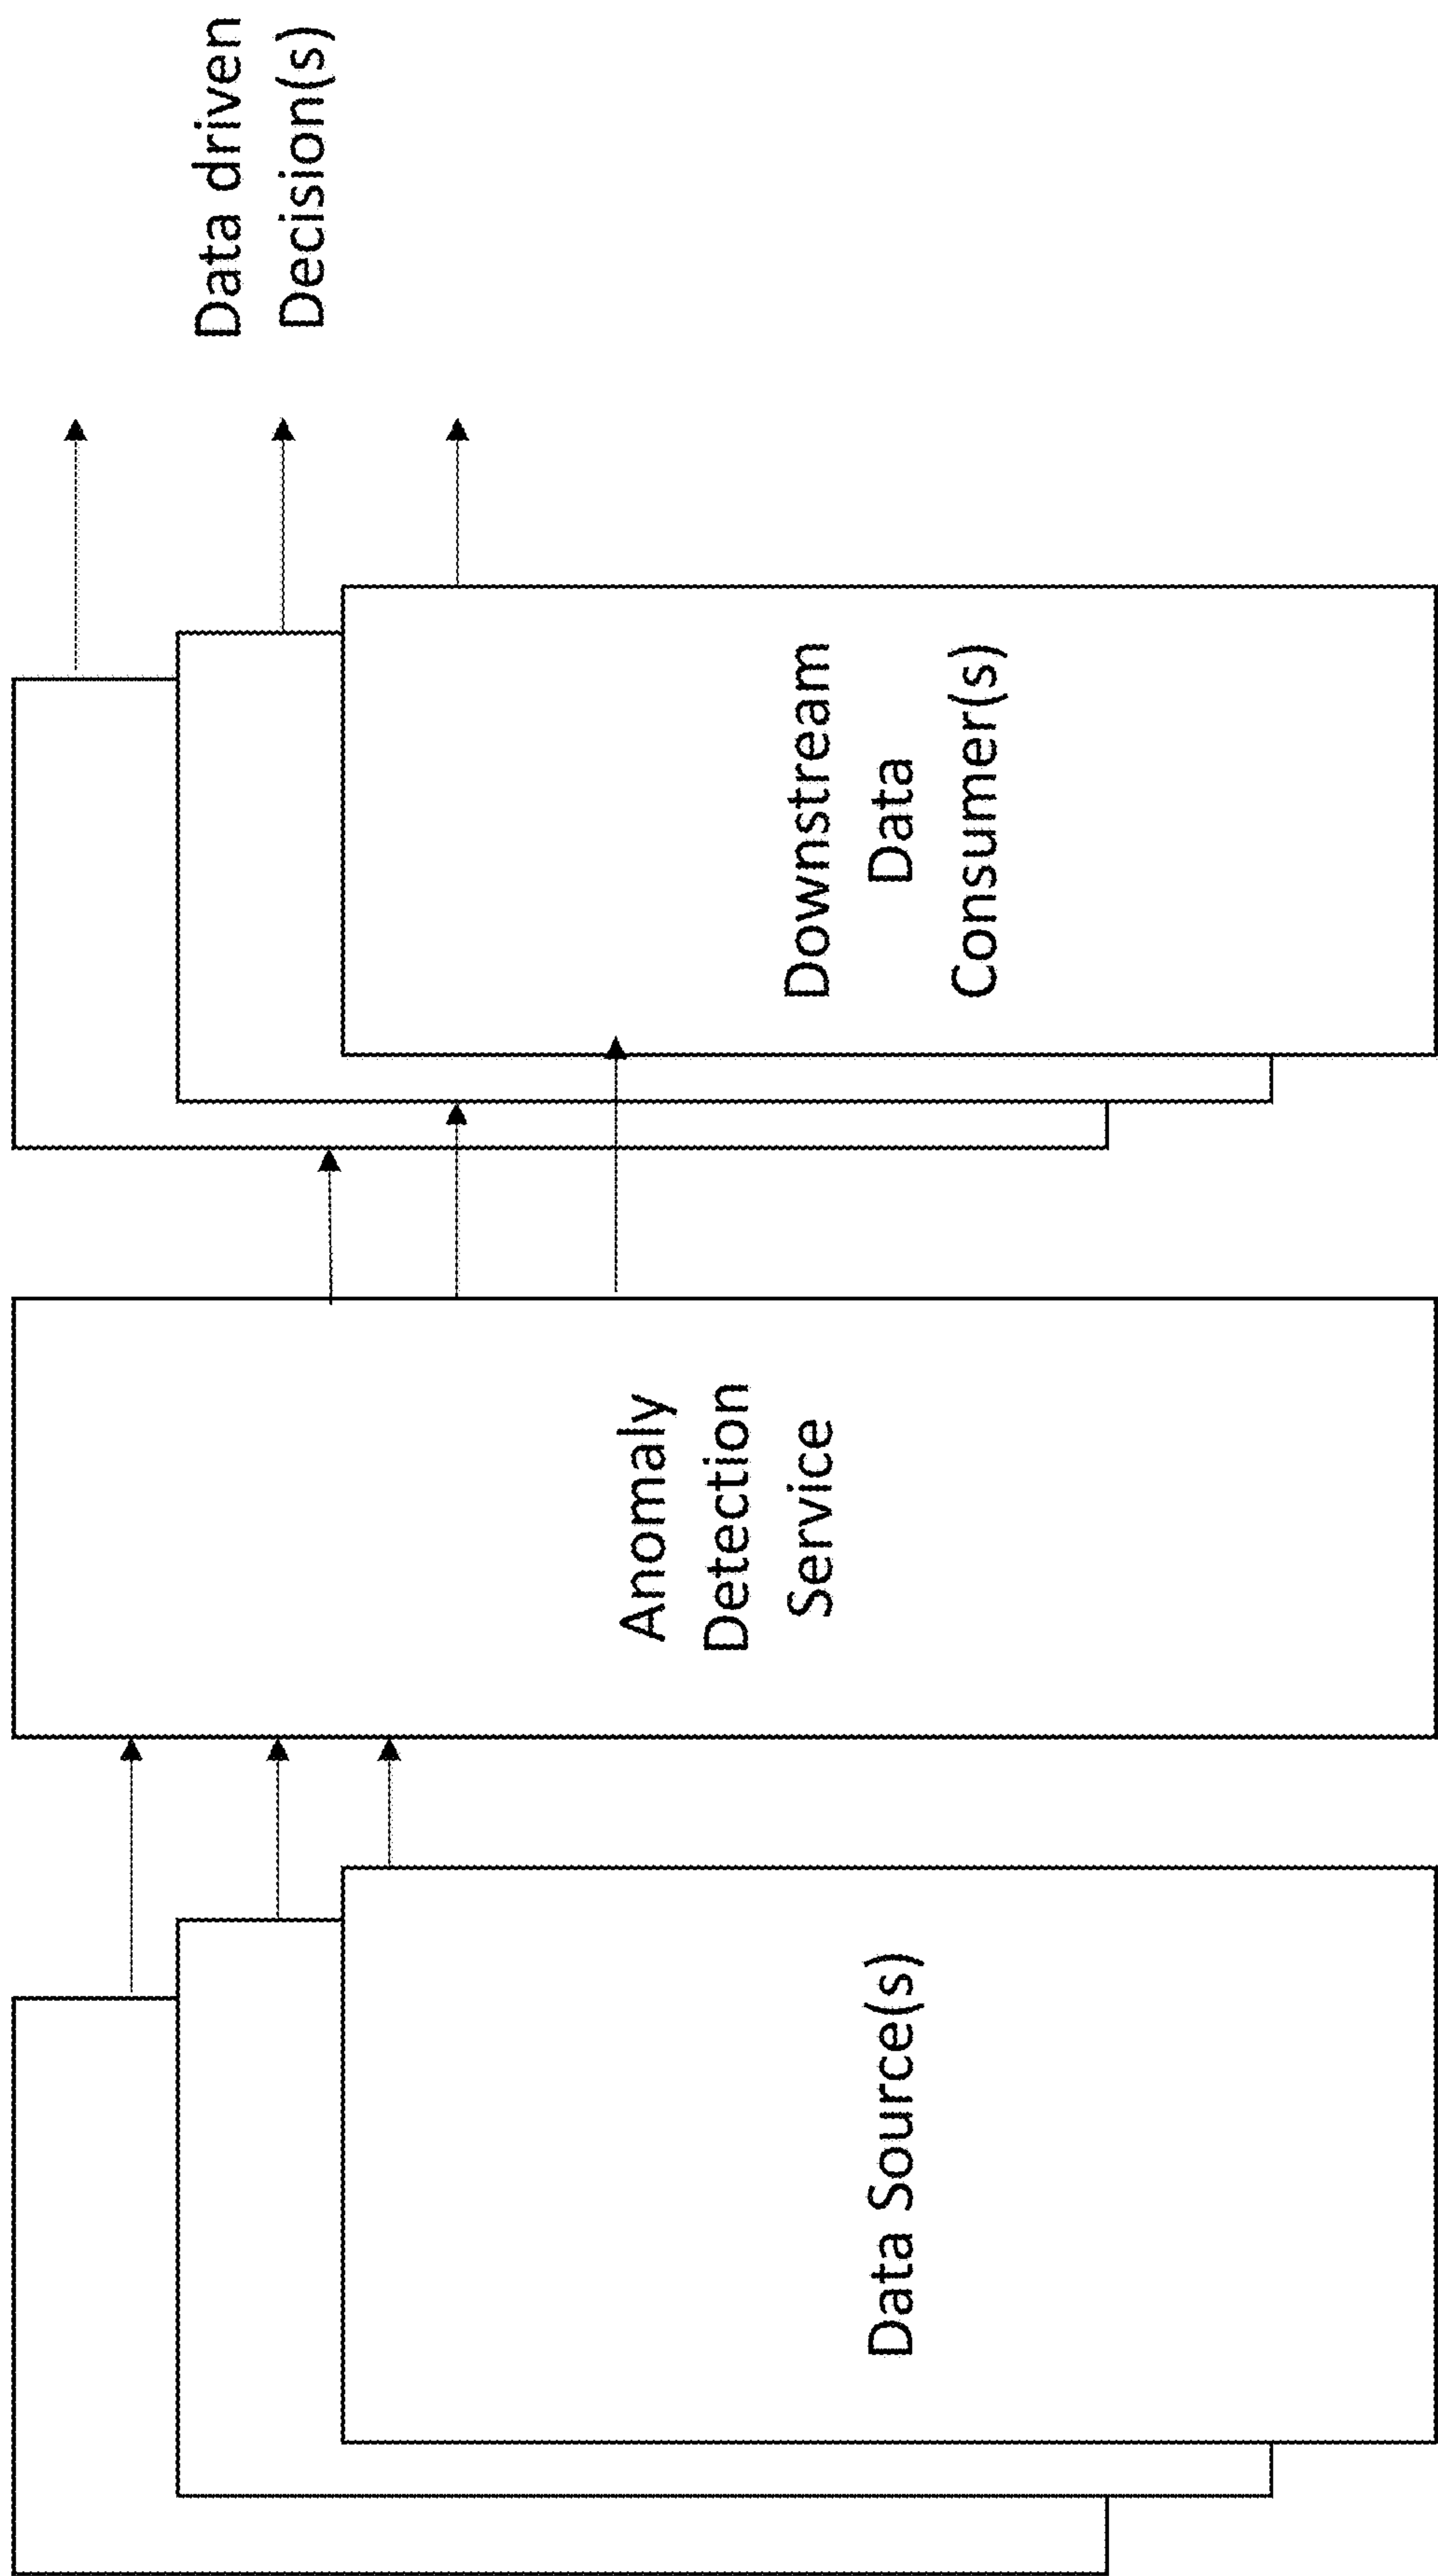 Data Source(s)
Anomaly
Detection
Service
Downstream
Data
Consumer(s)
Data driven
Decision(s)